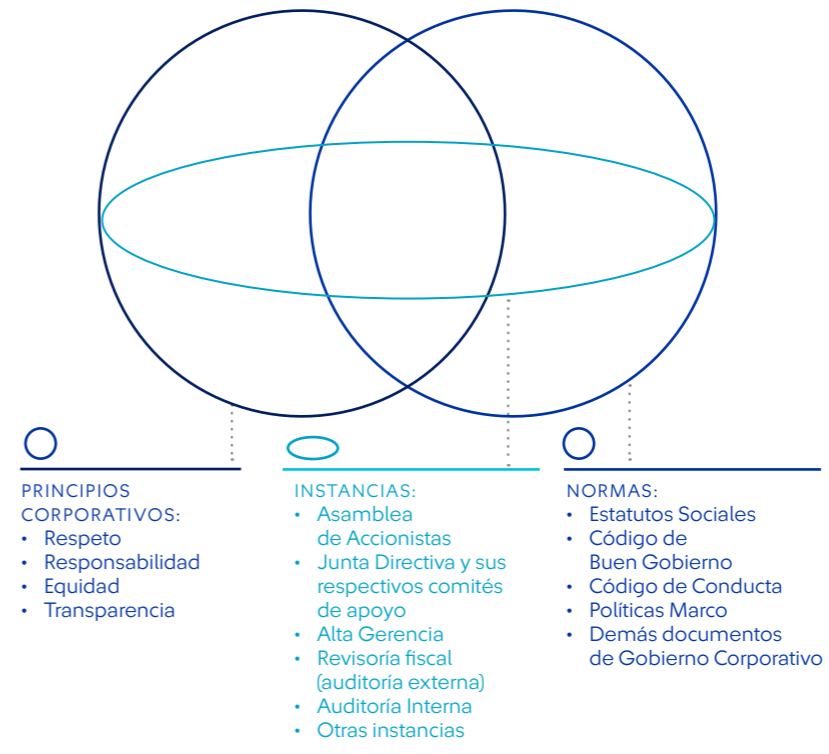 PRINCIPIOS
CORPORATIVOS:
• Respeto
• Responsabilidad
• Equidad
• Transparencia
INSTANCIAS:
• Asamblea
de Accionistas
• Junta Directiva y sus
respectivos comités
de apoyo
• Alta Gerencia
• Revisoría fiscal
(auditoría externa)
• Auditoría Interna
• Otras instancias
NORMAS:
• Estatutos Sociales
• Código de
Buen Gobierno
• Código de Conducta
• Políticas Marco
• Demás documentos
de Gobierno Corporativo